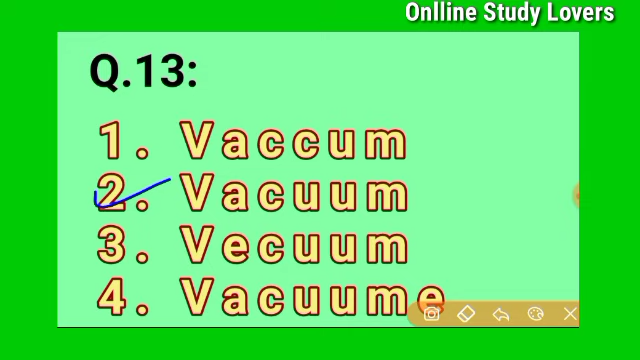 Onlline Study Lovers
Q.13:
1. Vaccum
2. Vacuum
3. Vecuum
4. Vacuume